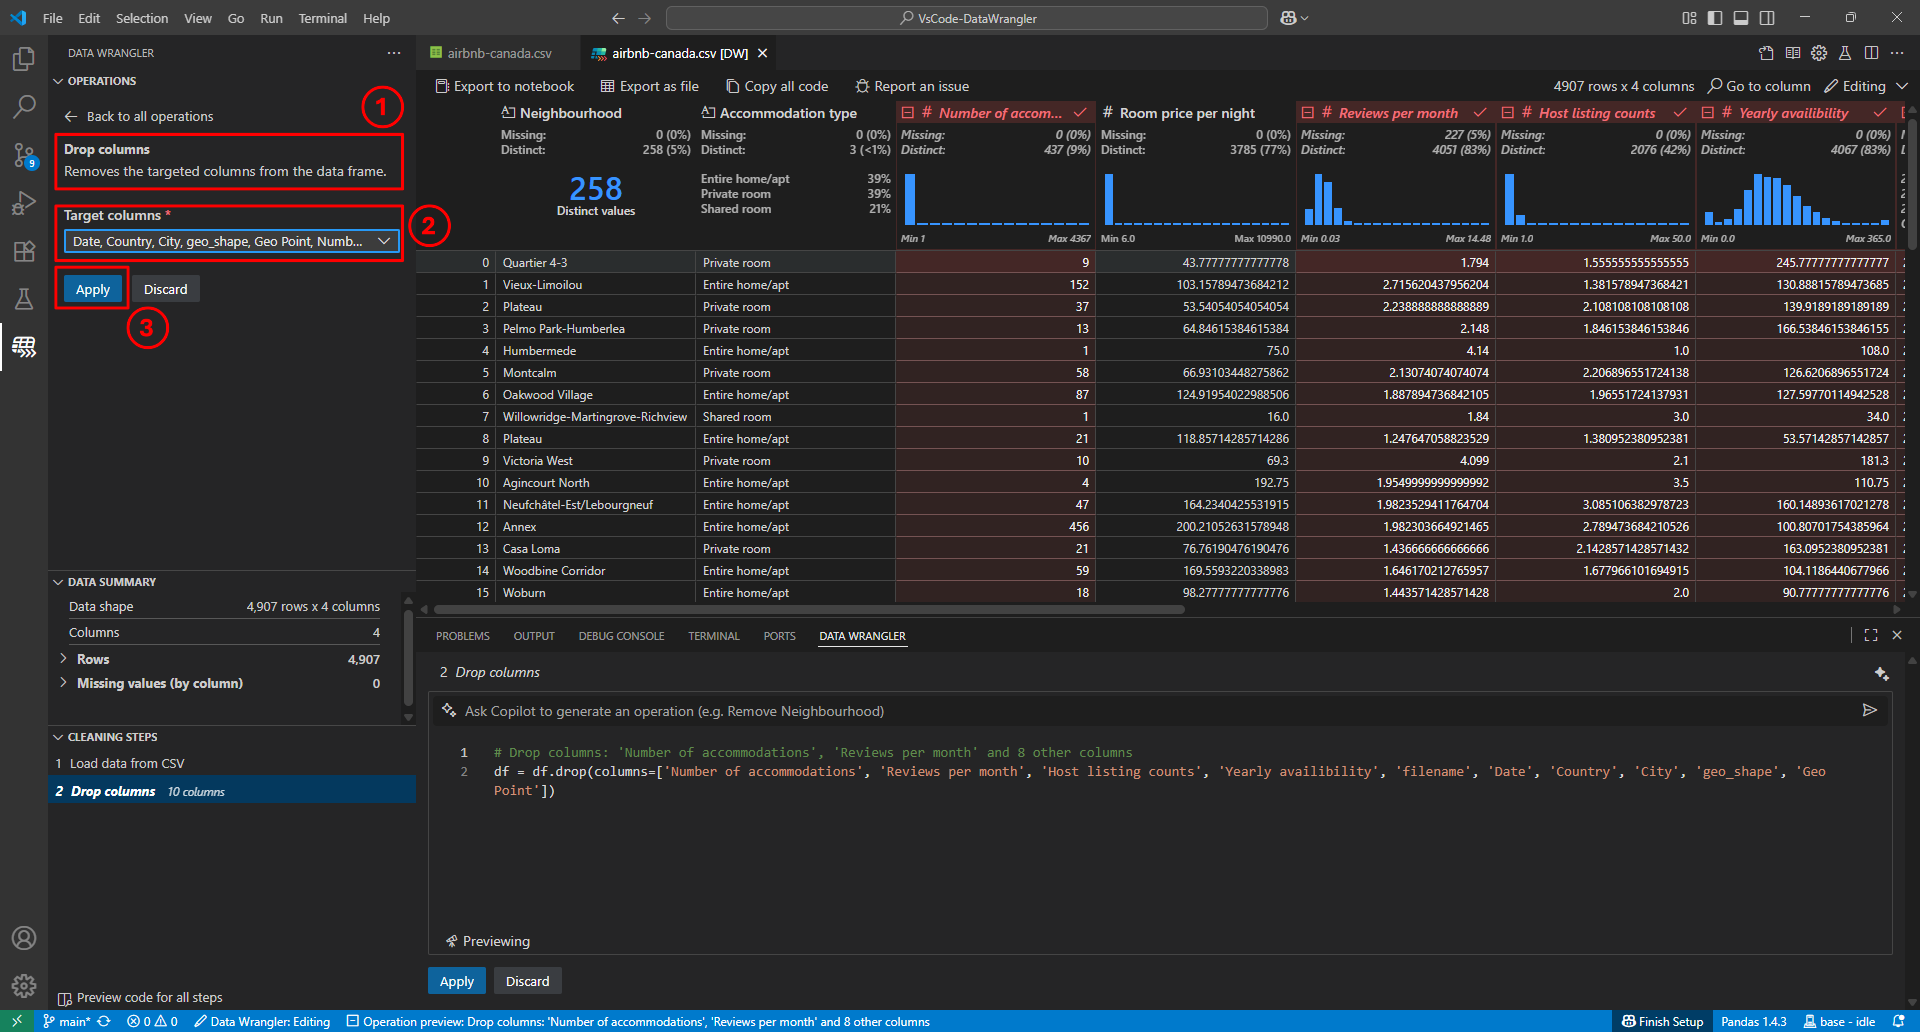 File Edit Selection View Go Run Terminal Help
VsCode-DataWrangler
DATA WRANGLER
OPERATIONS
Back to all operations
1
Drop columns
Removes the targeted columns from the data frame.
Target columns *
Date, Country, City, geo_shape, Geo Point, Numb...
2
Apply Discard
3
9
DATA SUMMARY
Data shape 4,907 rows x 4 columns
Columns 4
Rows 4,907
Missing values (by column) 0
CLEANING STEPS
1 Load data from CSV
2 Drop columns 10 columns
Preview code for all steps
airbnb-canada.csv airbnb-canada.csv [DW]
Export to notebook Export as file Copy all code Report an issue 4907 rows x 4 columns Go to column Editing
Neighbourhood Accommodation type # Number of accom... # Room price per night # Reviews per month # Host listing counts # Yearly availibility
Missing: 0 (0%) Missing: 0 (0%) Missing: 0 (0%) Missing: 0 (0%) Missing: 227 (5%) Missing: 0 (0%) Missing: 0 (0%)
Distinct: 258 (5%) Distinct: 3 (<1%) Distinct: 437 (9%) Distinct: 3785 (77%) Distinct: 4051 (83%) Distinct: 2076 (42%) Distinct: 4067 (83%)
258
Distinct values
Entire home/apt 39%
Private room 39%
Shared room 21%
Min 1 Max 4367 Min 6.0 Max 10990.0 Min 0.03 Max 14.48 Min 1.0 Max 50.0 Min 0.0 Max 365.0
0 Quartier 4-3 Private room 9 43.77777777777778 1.794 1.555555555555555 245.77777777777777
1 Vieux-Limoilou Entire home/apt 152 103.15789473684212 2.715620437956204 1.381578947368421 130.88815789473685
2 Plateau Private room 37 53.54054054054054 2.238888888888889 2.108108108108108 139.9189189189189
3 Pelmo Park-Humberlea Private room 13 64.84615384615384 2.148 1.846153846153846 166.53846153846155
4 Humbermede Entire home/apt 1 75.0 4.14 1.0 108.0
5 Montcalm Private room 58 66.93103448275862 2.13074074074074 2.206896551724138 126.6206896551724
6 Oakwood Village Entire home/apt 87 124.91954022988506 1.887894736842105 1.96551724137931 127.59770114942528
7 Willowridge-Martingrove-Richview Shared room 1 16.0 1.84 3.0 34.0
8 Plateau Entire home/apt 21 118.85714285714286 1.247647058823529 1.380952380952381 53.57142857142857
9 Victoria West Private room 10 69.3 4.099 2.1 181.3
10 Agincourt North Entire home/apt 4 192.75 1.9549999999999992 3.5 110.75
11 Neufchâtel-Est/Lebourgneuf Entire home/apt 47 164.2340425531915 1.9823529411764704 3.085106382978723 160.14893617021278
12 Annex Entire home/apt 456 200.21052631578948 1.982303664921465 2.789473684210526 100.80701754385964
13 Casa Loma Private room 21 76.76190476190476 1.436666666666666 2.1428571428571432 163.0952380952381
14 Woodbine Corridor Entire home/apt 59 169.5593220338983 1.646170212765957 1.677966101694915 104.1186440677966
15 Woburn Private room 18 98.27777777777776 1.443571428571428 2.0 90.77777777777776
PROBLEMS OUTPUT DEBUG CONSOLE TERMINAL PORTS DATA WRANGLER
2 Drop columns
Ask Copilot to generate an operation (e.g. Remove Neighbourhood)
1 # Drop columns: 'Number of accommodations', 'Reviews per month' and 8 other columns
2 df = df.drop(columns=['Number of accommodations', 'Reviews per month', 'Host listing counts', 'Yearly availibility', 'filename', 'Date', 'Country', 'City', 'geo_shape', 'Geo
Point'])
Previewing
Apply Discard
main* 0 0 Data Wrangler: Editing Operation preview: Drop columns: 'Number of accommodations', 'Reviews per month' and 8 other columns Finish Setup Pandas 1.4.3 base - idle